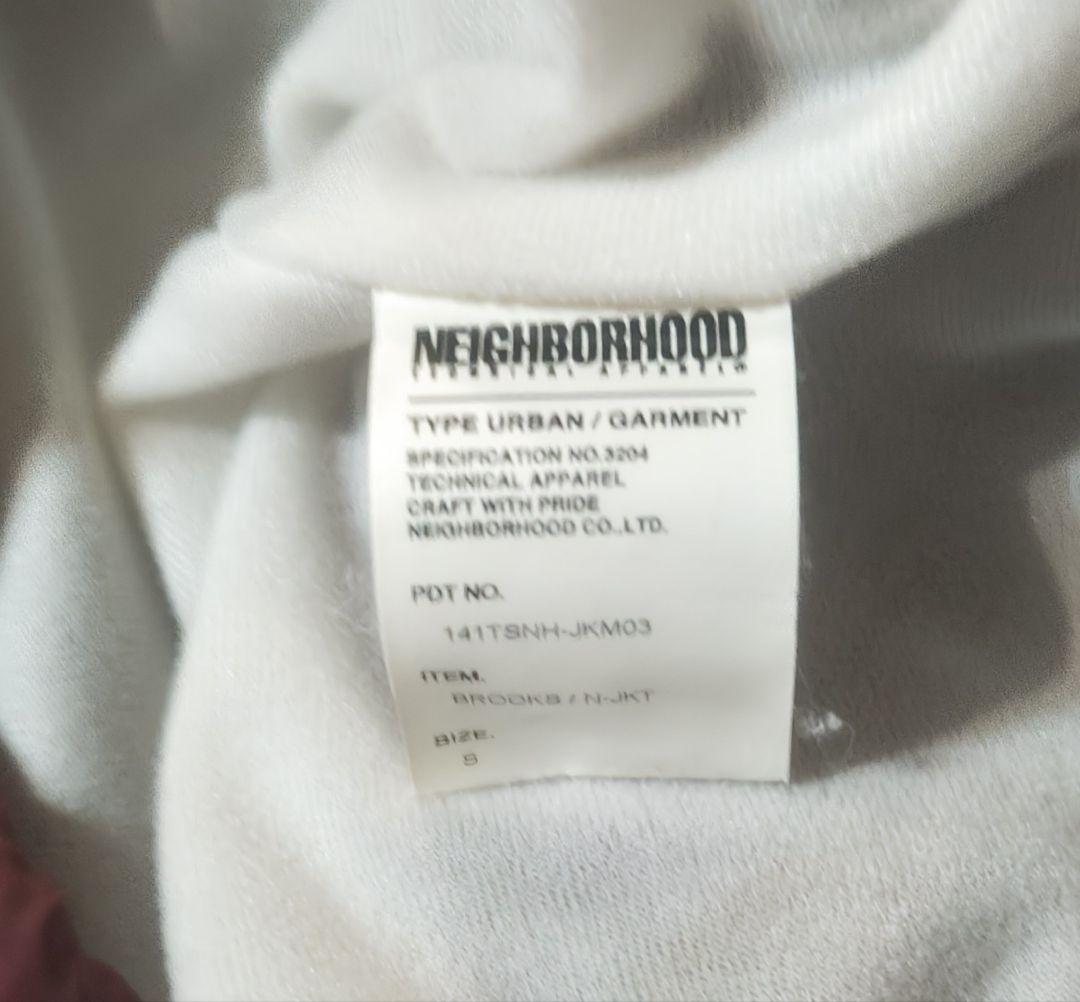 NEIGHBORHOOD
TECHNICAL APPAREL
TYPE URBAN / GARMENT
SPECIFICATION NO.3204
TECHNICAL APPAREL
CRAFT WITH PRIDE
NEIGHBORHOOD CO.,LTD.
PDT NO.
141TSNH-JKM03
ITEM.
BROOKS / N-JKT
SIZE.
S